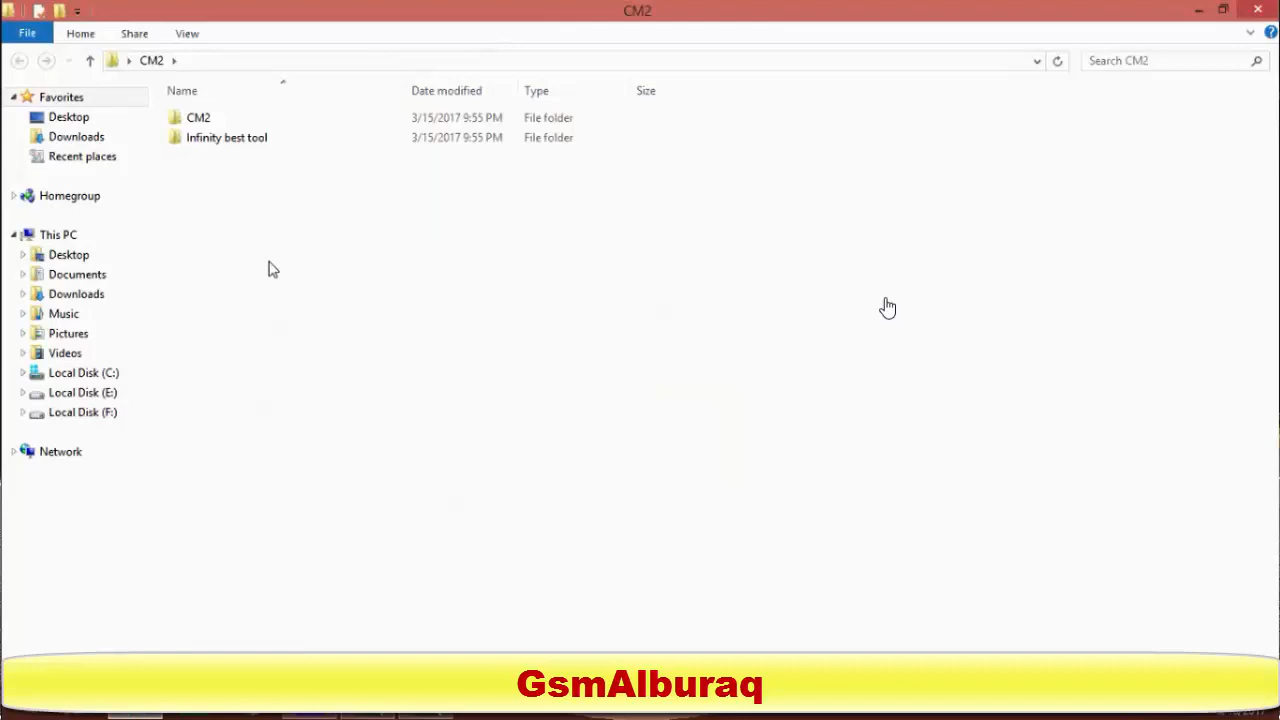 CM2
File Home Share View
CM2 Search CM2
Name Date modified Type Size
CM2 3/15/2017 9:55 PM File folder
Infinity best tool 3/15/2017 9:55 PM File folder
Favorites
Desktop
Downloads
Recent places
Homegroup
This PC
Desktop
Documents
Downloads
Music
Pictures
Videos
Local Disk (C:)
Local Disk (E:)
Local Disk (F:)
Network
GsmAlburaq